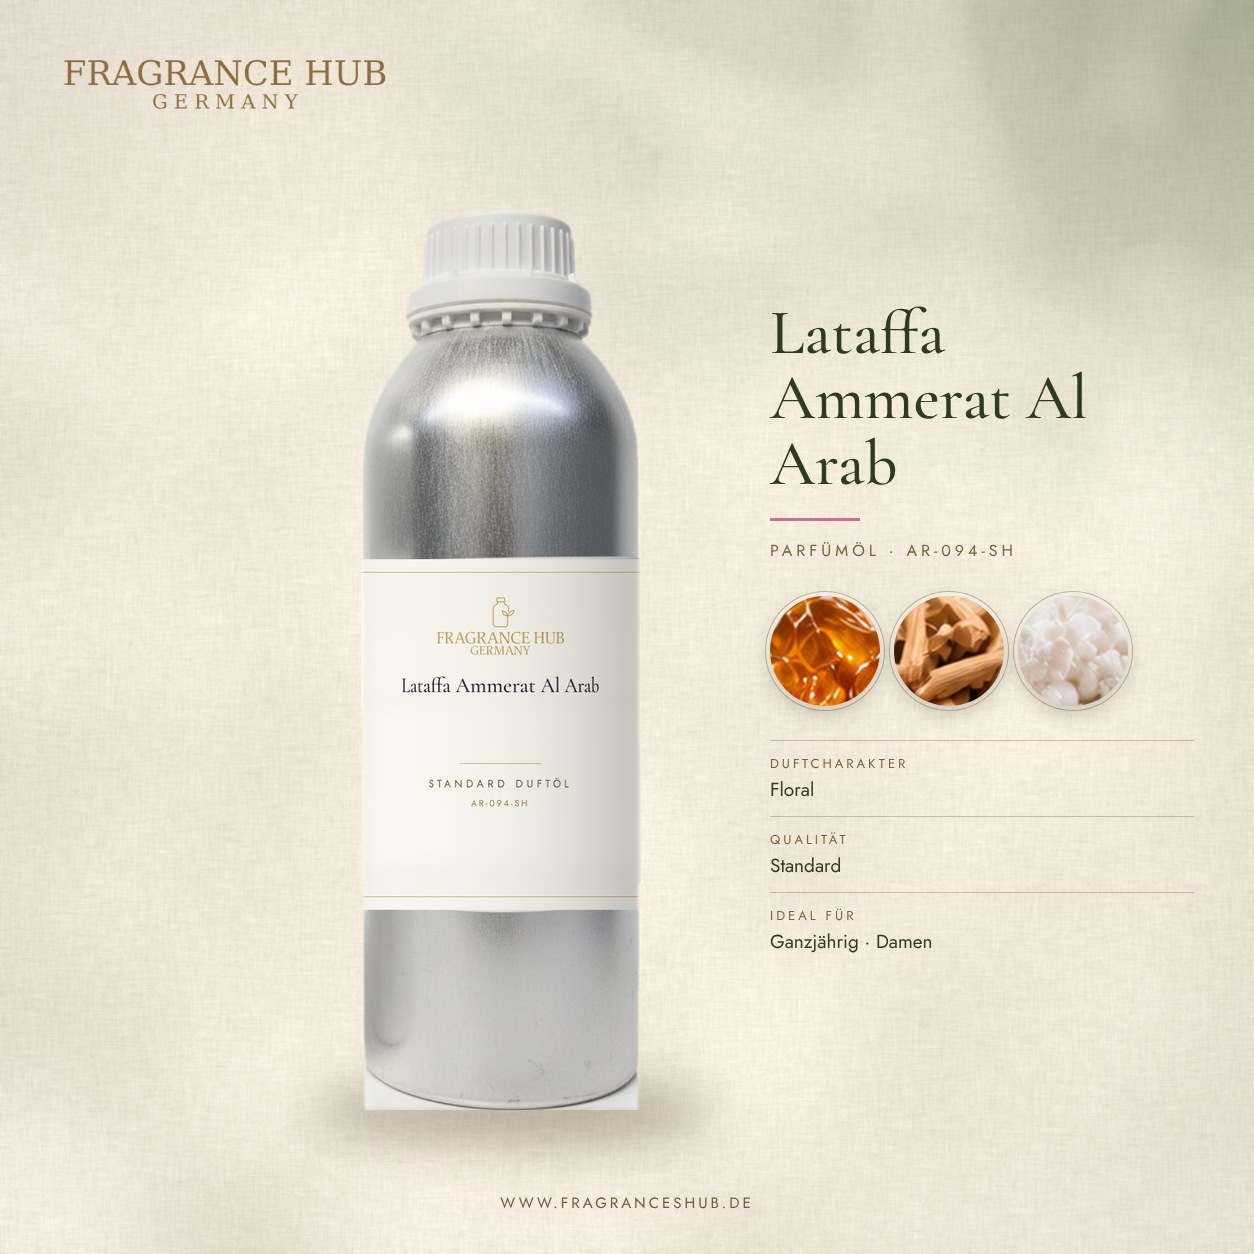 FRAGRANCE HUB
GERMANY
Lataffa
Ammerat Al
Arab
PARFÜMÖL · AR-094-SH
FRAGRANCE HUB
GERMANY
Lataffa Ammerat Al Arab
STANDARD DUFTÖL
AR-094-SH
DUFTCHARAKTER
Floral
QUALITÄT
Standard
IDEAL FÜR
Ganzjährig · Damen
WWW.FRAGRANCESHUB.DE